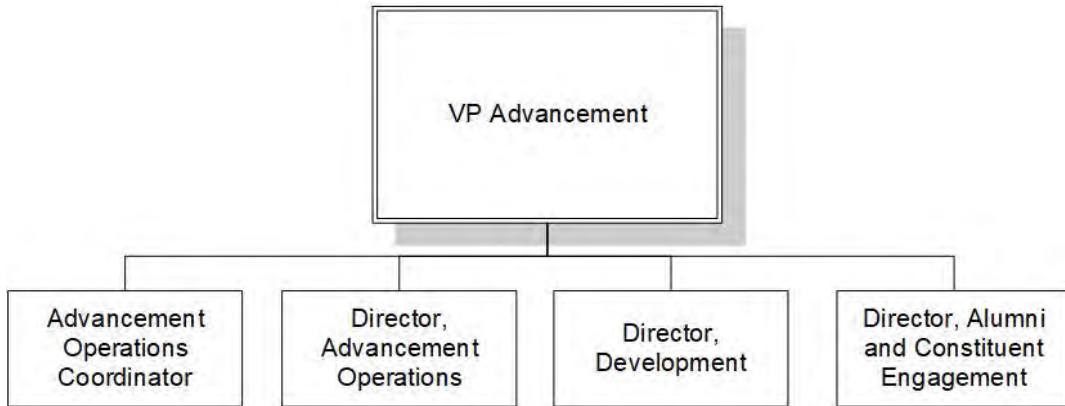 VP Advancement
Advancement
Operations
Coordinator
Director,
Advancement
Operations
Director,
Development
Director, Alumni
and Constituent
Engagement